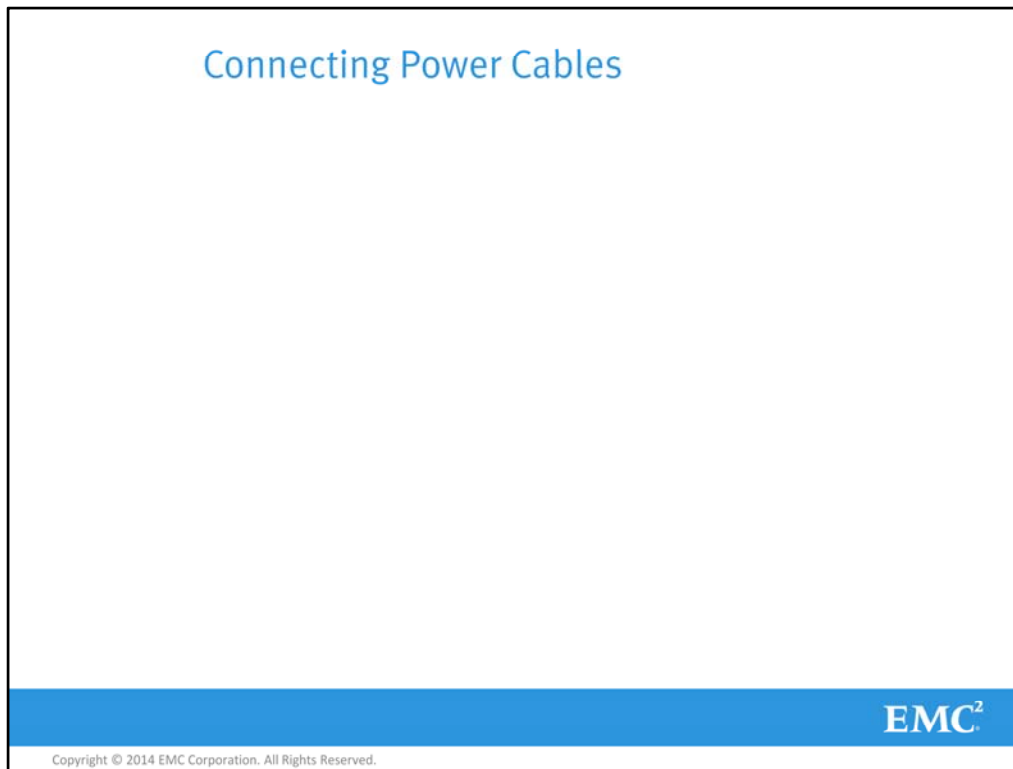 Connecting Power Cables
EMC²
Copyright © 2014 EMC Corporation. All Rights Reserved.